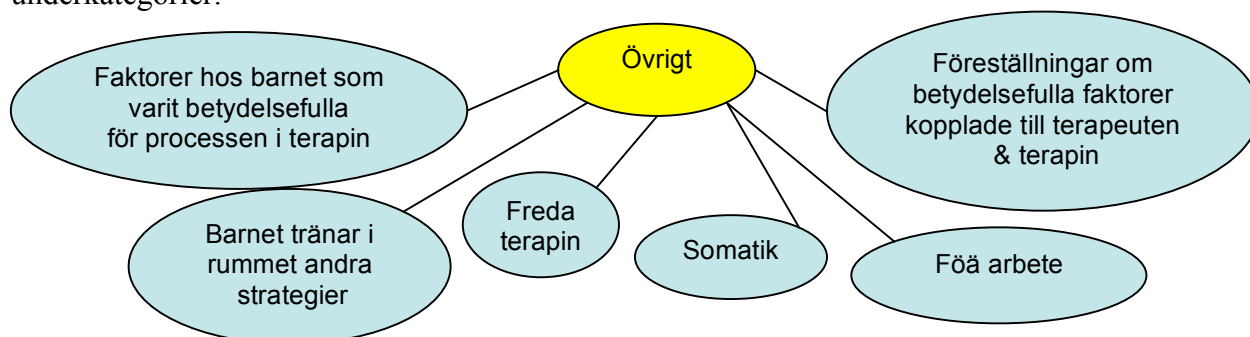 underkategorier:
Övrigt
Faktorer hos barnet som
varit betydelsefulla
för processen i terapin
Föreställningar om
betydelsefulla faktorer
kopplade till terapeuten
& terapin
Barnet tränar i
rummet andra
strategier
Freda
terapin
Somatik
Föä arbete